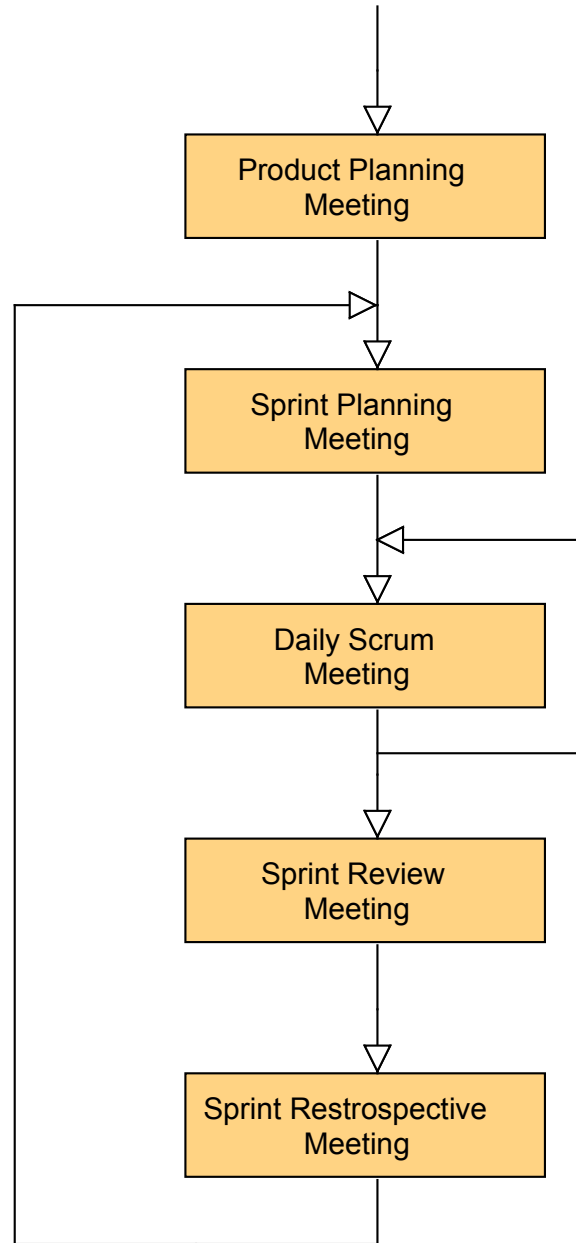 Product Planning
Meeting
Sprint Planning
Meeting
Daily Scrum
Meeting
Sprint Review
Meeting
Sprint Restrospective
Meeting